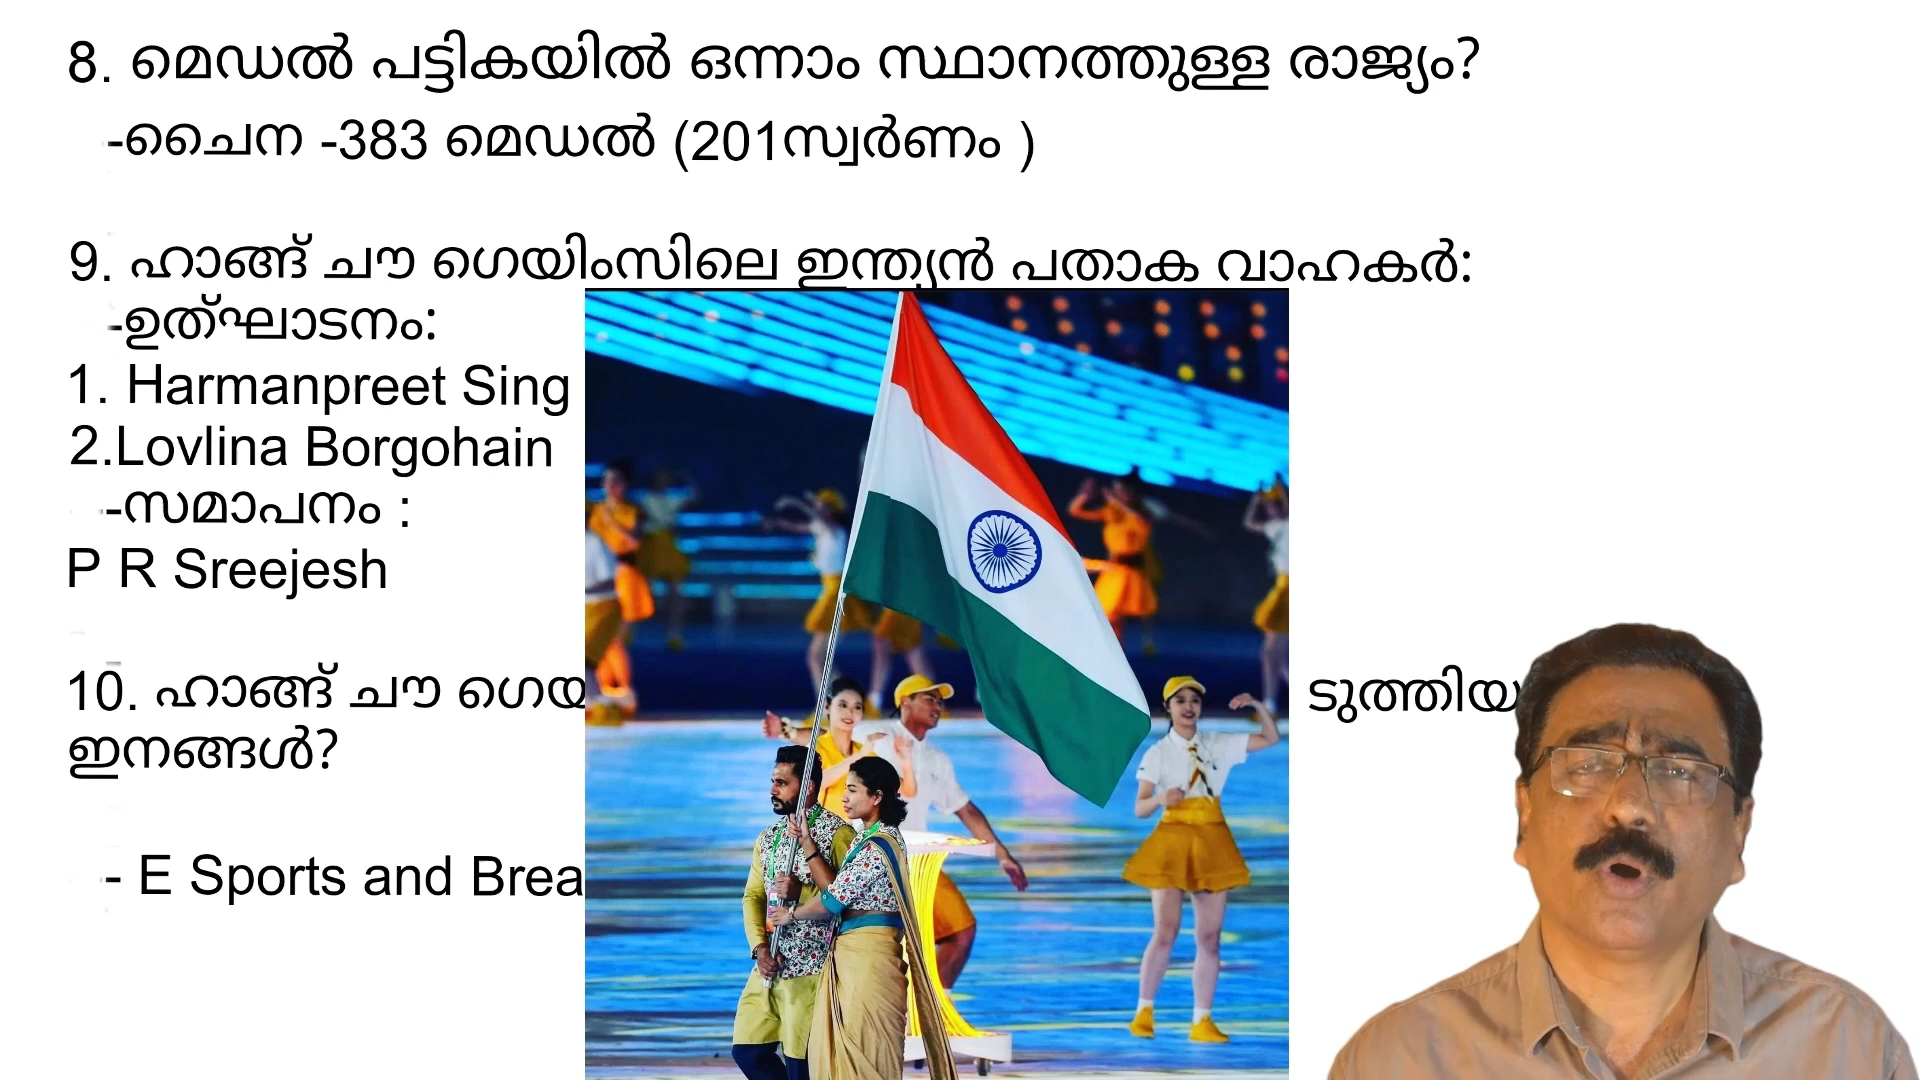 8. മെഡൽ പട്ടികയിൽ ഒന്നാം സ്ഥാനത്തുള്ള രാജ്യം?
-ചൈന -383 മെഡൽ (201സ്വർണം )
9. ഹാങ്ങ് ചൗ ഗെയിംസിലെ ഇന്ത്യൻ പതാക വാഹകർ:
-ഉത്ഘാടനം:
1. Harmanpreet Sing
2.Lovlina Borgohain
-സമാപനം :
P R Sreejesh
10. ഹാങ്ങ് ചൗ ഗെയ ടുത്തിയ
ഇനങ്ങൾ?
- E Sports and Brea